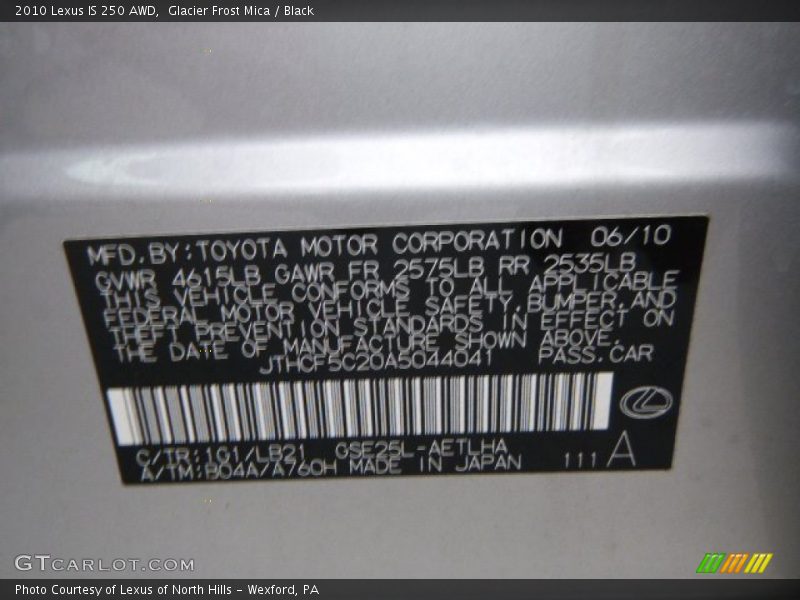 2010 Lexus IS 250 AWD,  Glacier Frost Mica / Black
MFD.BY:TOYOTA MOTOR CORPORATION 06/10
GVWR 4615LB GAWR FR 2575LB RR 2535LB
THIS VEHICLE CONFORMS TO ALL APPLICABLE
FEDERAL MOTOR VEHICLE SAFETY,BUMPER,AND
THEFT PREVENTION STANDARDS IN EFFECT ON
THE DATE OF MANUFACTURE SHOWN ABOVE.
JTHCF5C20A5044041 PASS.CAR
C/TR:1G1/LB21 GSE25L-AETLHA
A/TM:B04A/A760H MADE IN JAPAN 111 A
GTCARLOT.COM
Photo Courtesy of Lexus of North Hills – Wexford, PA